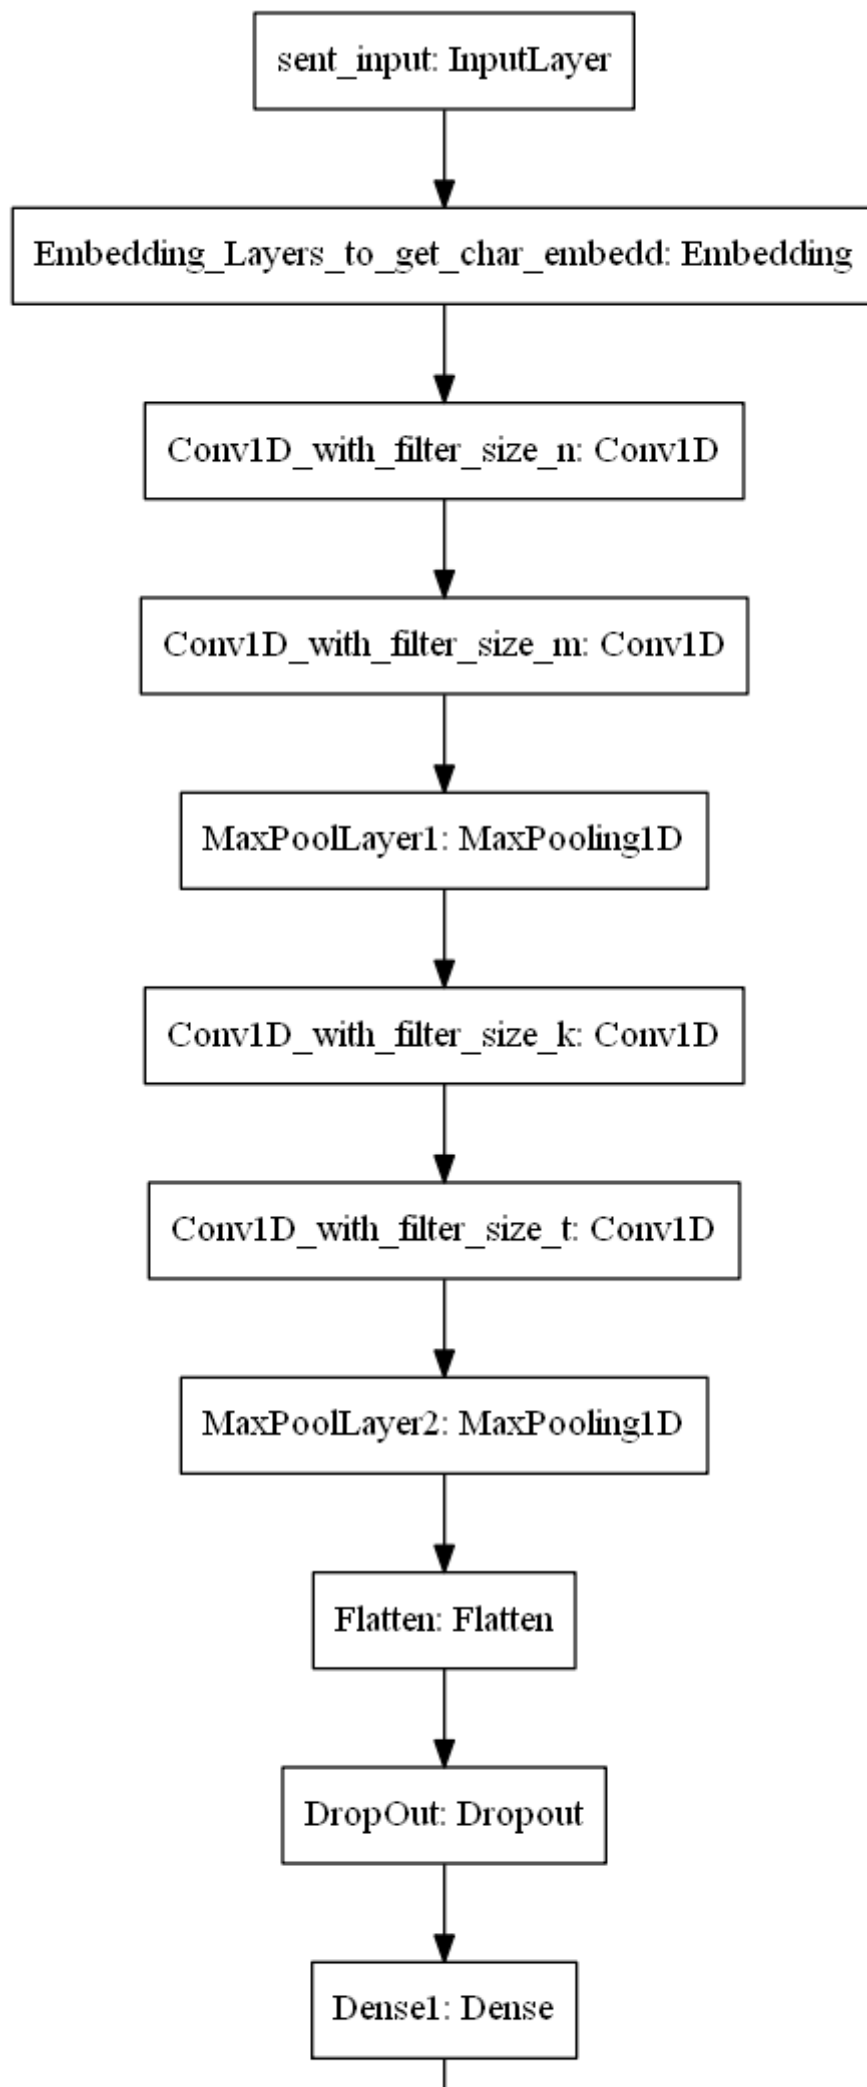 sent_input: InputLayer
Embedding_Layers_to_get_char_embedd: Embedding
Conv1D_with_filter_size_n: Conv1D
Conv1D_with_filter_size_m: Conv1D
MaxPoolLayer1: MaxPooling1D
Conv1D_with_filter_size_k: Conv1D
Conv1D_with_filter_size_t: Conv1D
MaxPoolLayer2: MaxPooling1D
Flatten: Flatten
DropOut: Dropout
Dense1: Dense